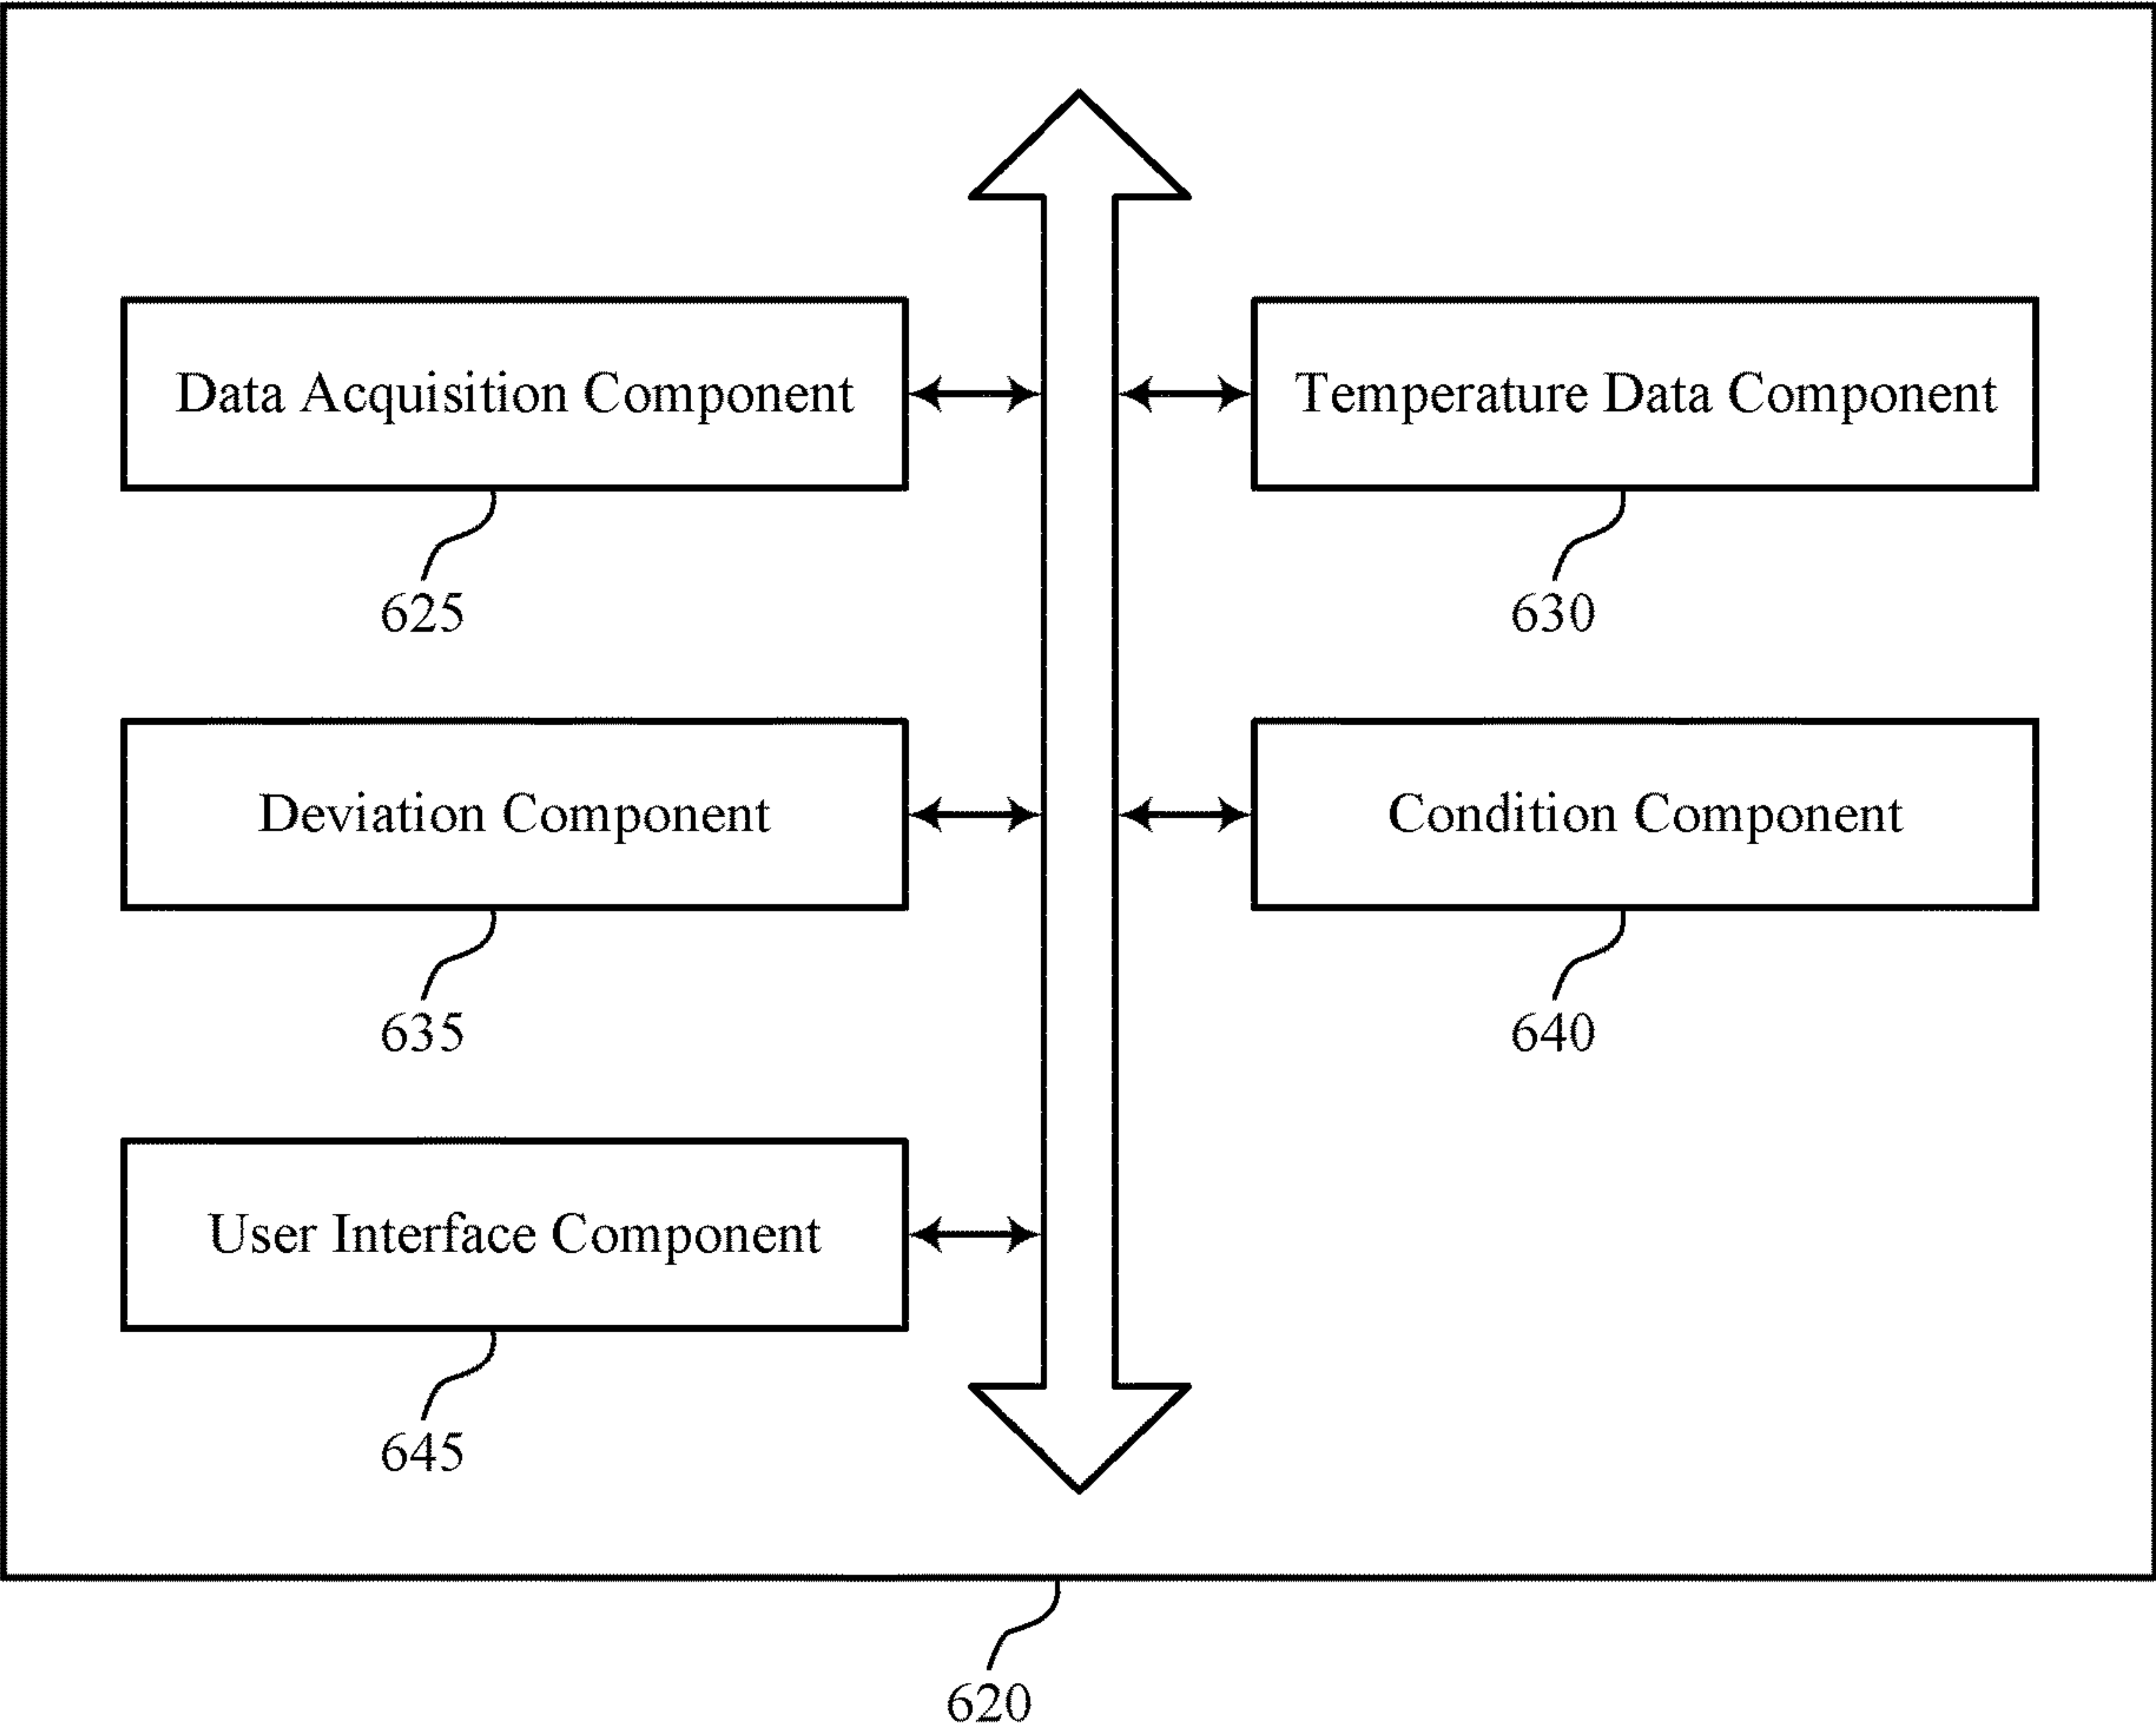 Data Acquisition Component
Temperature Data Component
625
630
Deviation Component
Condition Component
635
640
User Interface Component
645
620